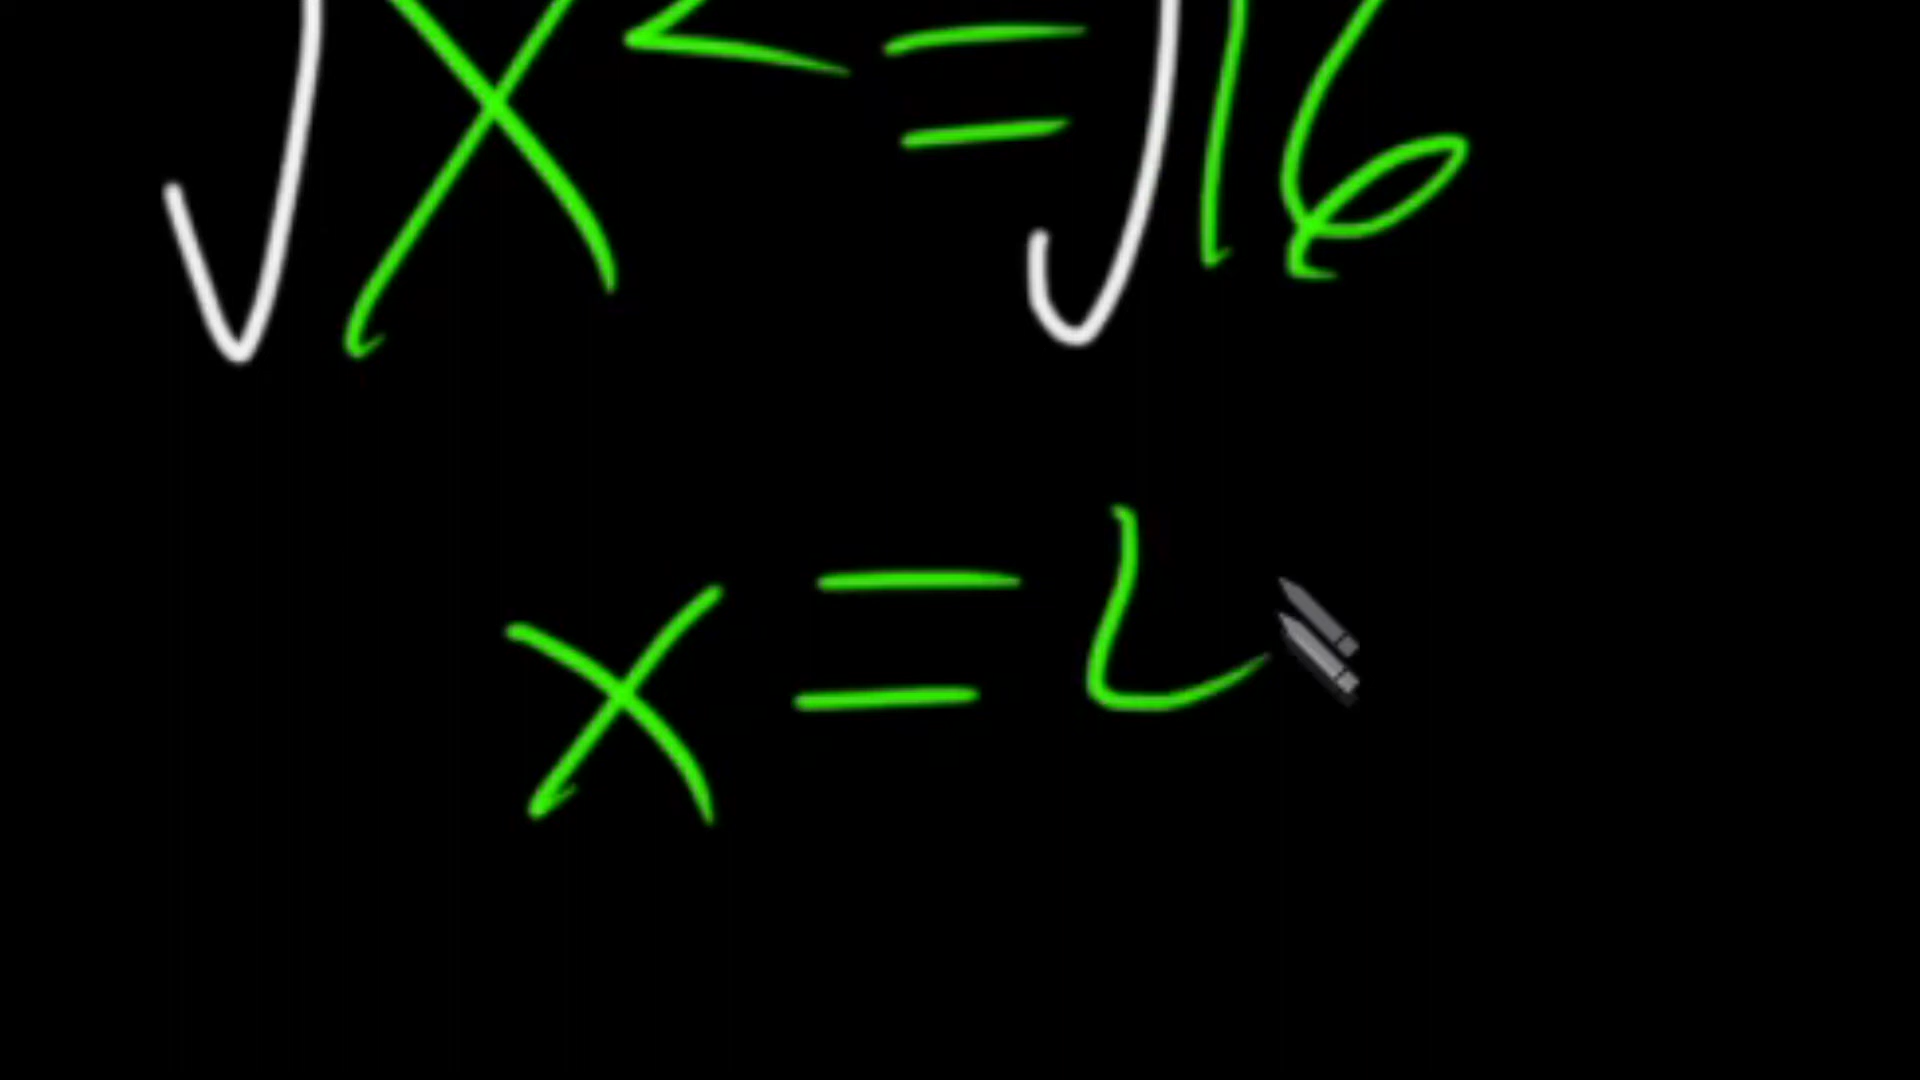 √x² = √16
x = 4